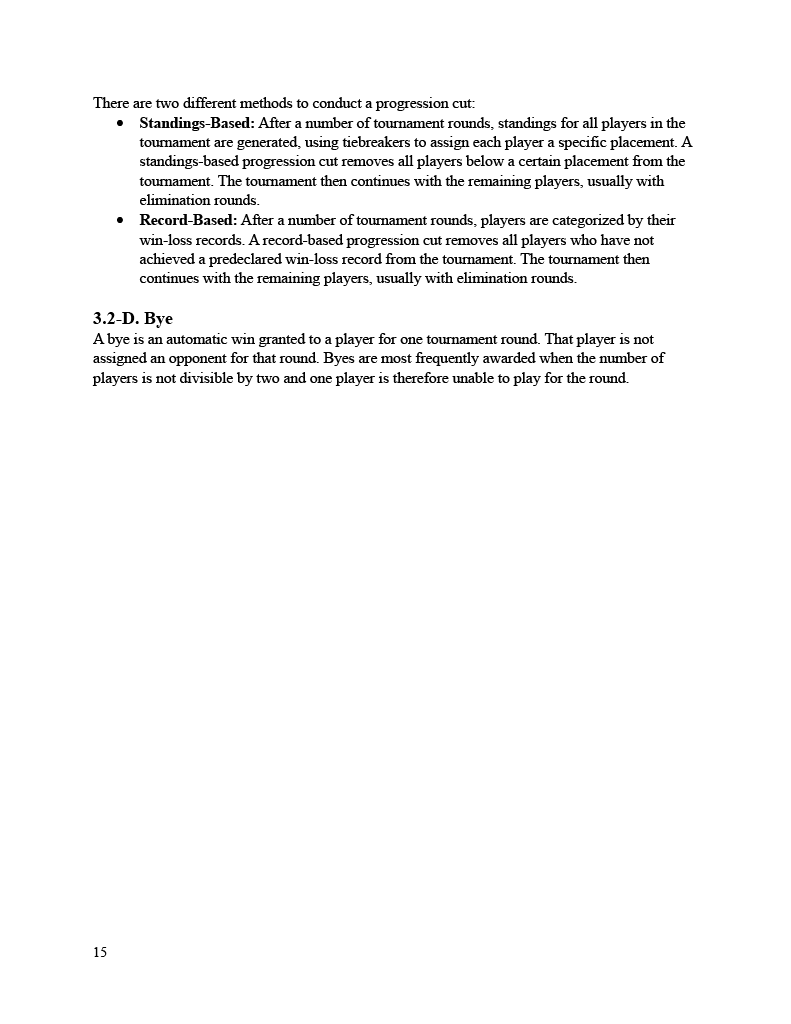 There are two different methods to conduct a progression cut:
• Standings-Based: After a number of tournament rounds, standings for all players in the
tournament are generated, using tiebreakers to assign each player a specific placement. A
standings-based progression cut removes all players below a certain placement from the
tournament. The tournament then continues with the remaining players, usually with
elimination rounds.
• Record-Based: After a number of tournament rounds, players are categorized by their
win-loss records. A record-based progression cut removes all players who have not
achieved a predeclared win-loss record from the tournament. The tournament then
continues with the remaining players, usually with elimination rounds.
3.2-D. Bye
A bye is an automatic win granted to a player for one tournament round. That player is not
assigned an opponent for that round. Byes are most frequently awarded when the number of
players is not divisible by two and one player is therefore unable to play for the round.
15